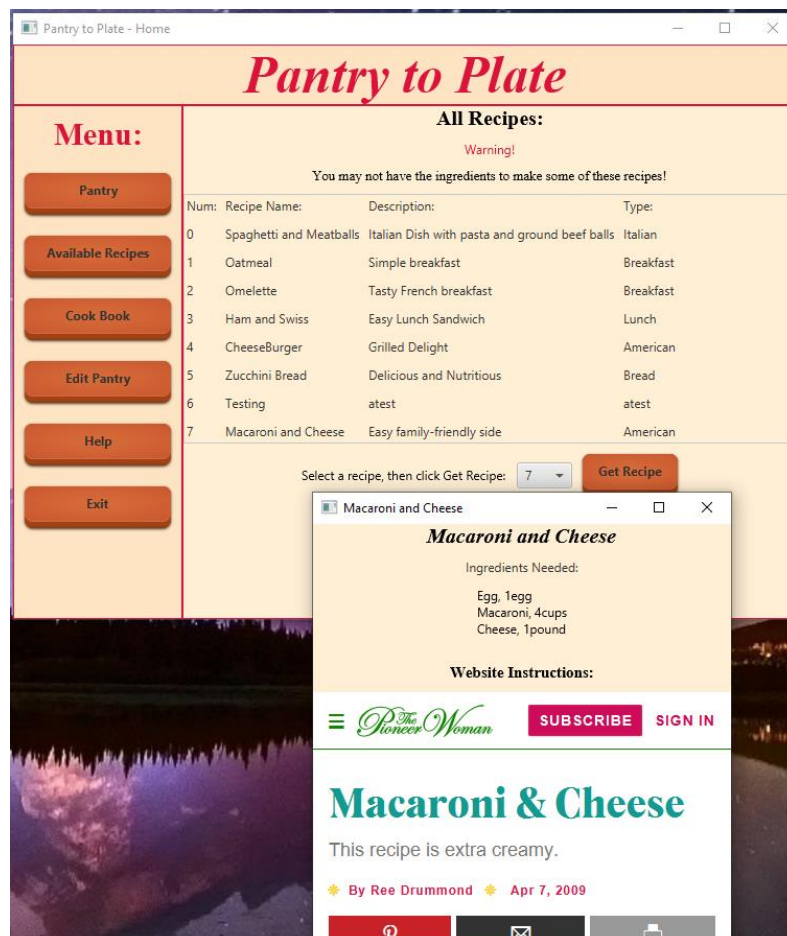 Pantry to Plate - Home
Pantry to Plate
Menu:
Pantry
Available Recipes
Cook Book
Edit Pantry
Help
Exit
All Recipes:
Warning!
You may not have the ingredients to make some of these recipes!
Num: Recipe Name: Description: Type:
0 Spaghetti and Meatballs Italian Dish with pasta and ground beef balls Italian
1 Oatmeal Simple breakfast Breakfast
2 Omelette Tasty French breakfast Breakfast
3 Ham and Swiss Easy Lunch Sandwich Lunch
4 CheeseBurger Grilled Delight American
5 Zucchini Bread Delicious and Nutritious Bread
6 Testing atest atest
7 Macaroni and Cheese Easy family-friendly side American
Select a recipe, then click Get Recipe: 7 Get Recipe
Macaroni and Cheese
Macaroni and Cheese
Ingredients Needed:
Egg, 1egg
Macaroni, 4cups
Cheese, 1pound
Website Instructions:
The Pioneer Woman SUBSCRIBE SIGN IN
Macaroni & Cheese
This recipe is extra creamy.
By Ree Drummond Apr 7, 2009